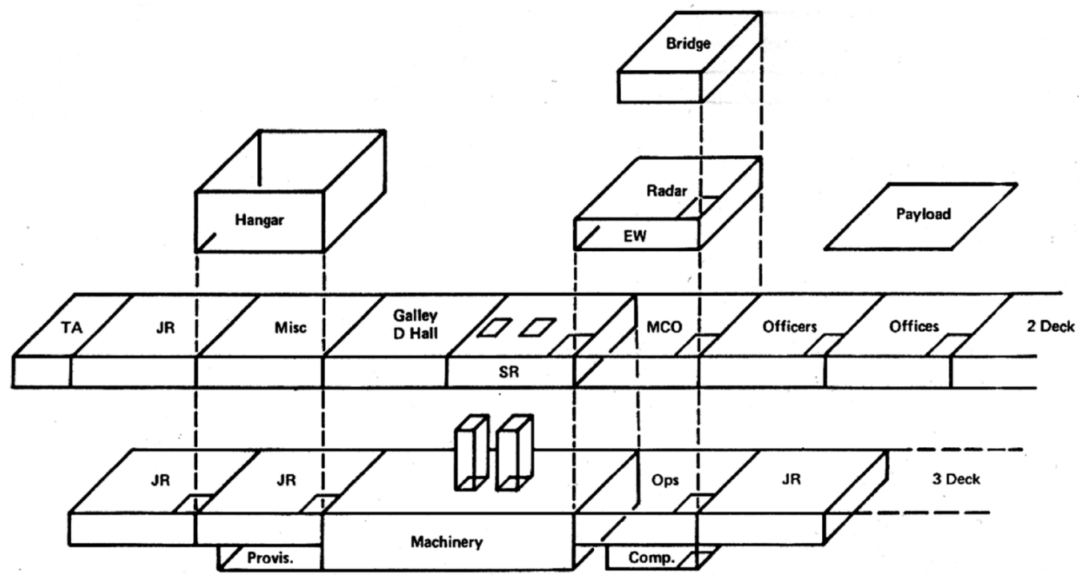 Bridge
Radar
Hangar
EW
Payload
TA
JR
Misc
Galley
D Hall
SR
MCO
Officers
Offices
2 Deck
JR
JR
Ops
JR
3 Deck
Machinery
Provis.
Comp.